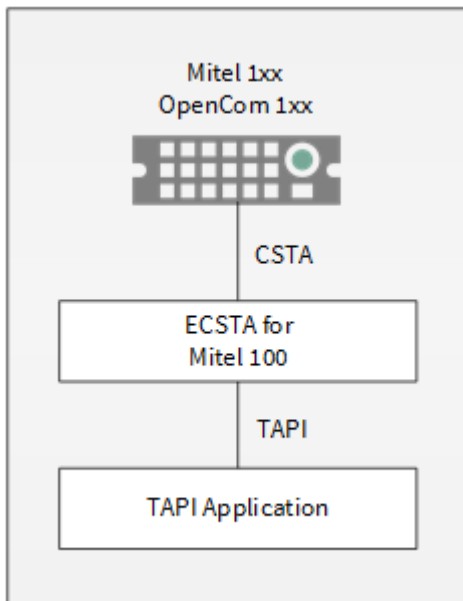 Mitel 1xx
OpenCom 1xx
CSTA
ECSTA for
Mitel 100
TAPI
TAPI Application